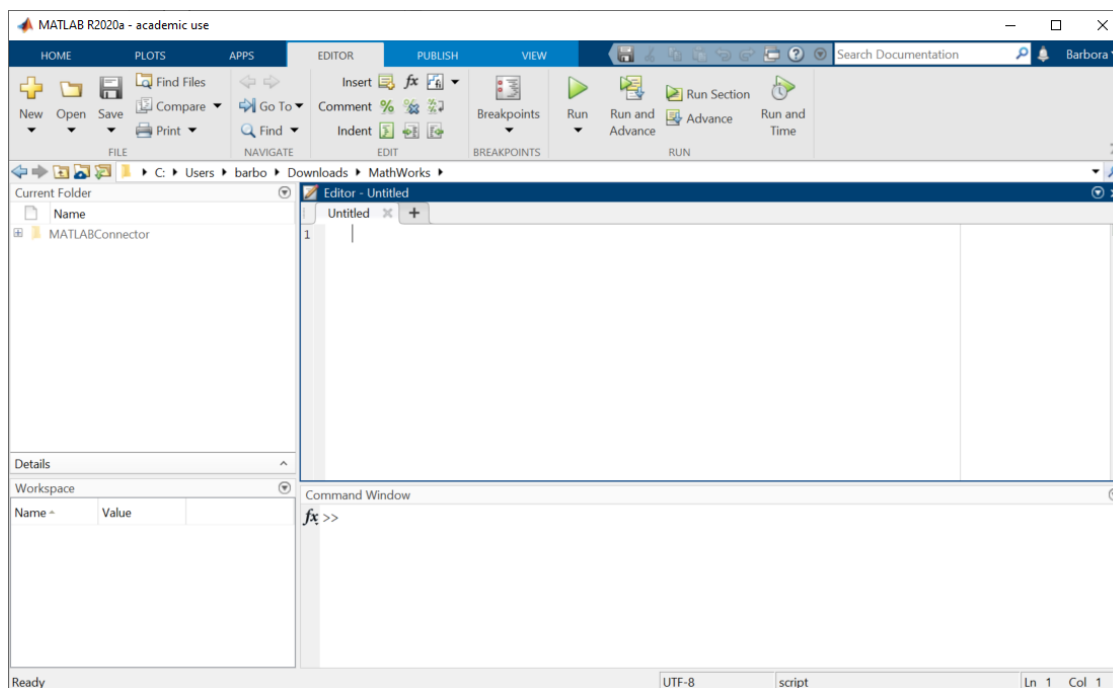 MATLAB R2020a - academic use
HOME PLOTS APPS EDITOR PUBLISH VIEW Search Documentation Barbora
Find Files Insert fx
New Open Save Compare Go To Comment % Breakpoints Run Run and Advance Run Section Advance Run and Time
Print Find Indent
FILE NAVIGATE EDIT BREAKPOINTS RUN
C: Users barbo Downloads MathWorks
Current Folder
Name
MATLABConnector
Editor - Untitled
Untitled +
1
Details
Workspace
Name Value
Command Window
fx >>
Ready UTF-8 script Ln 1 Col 1